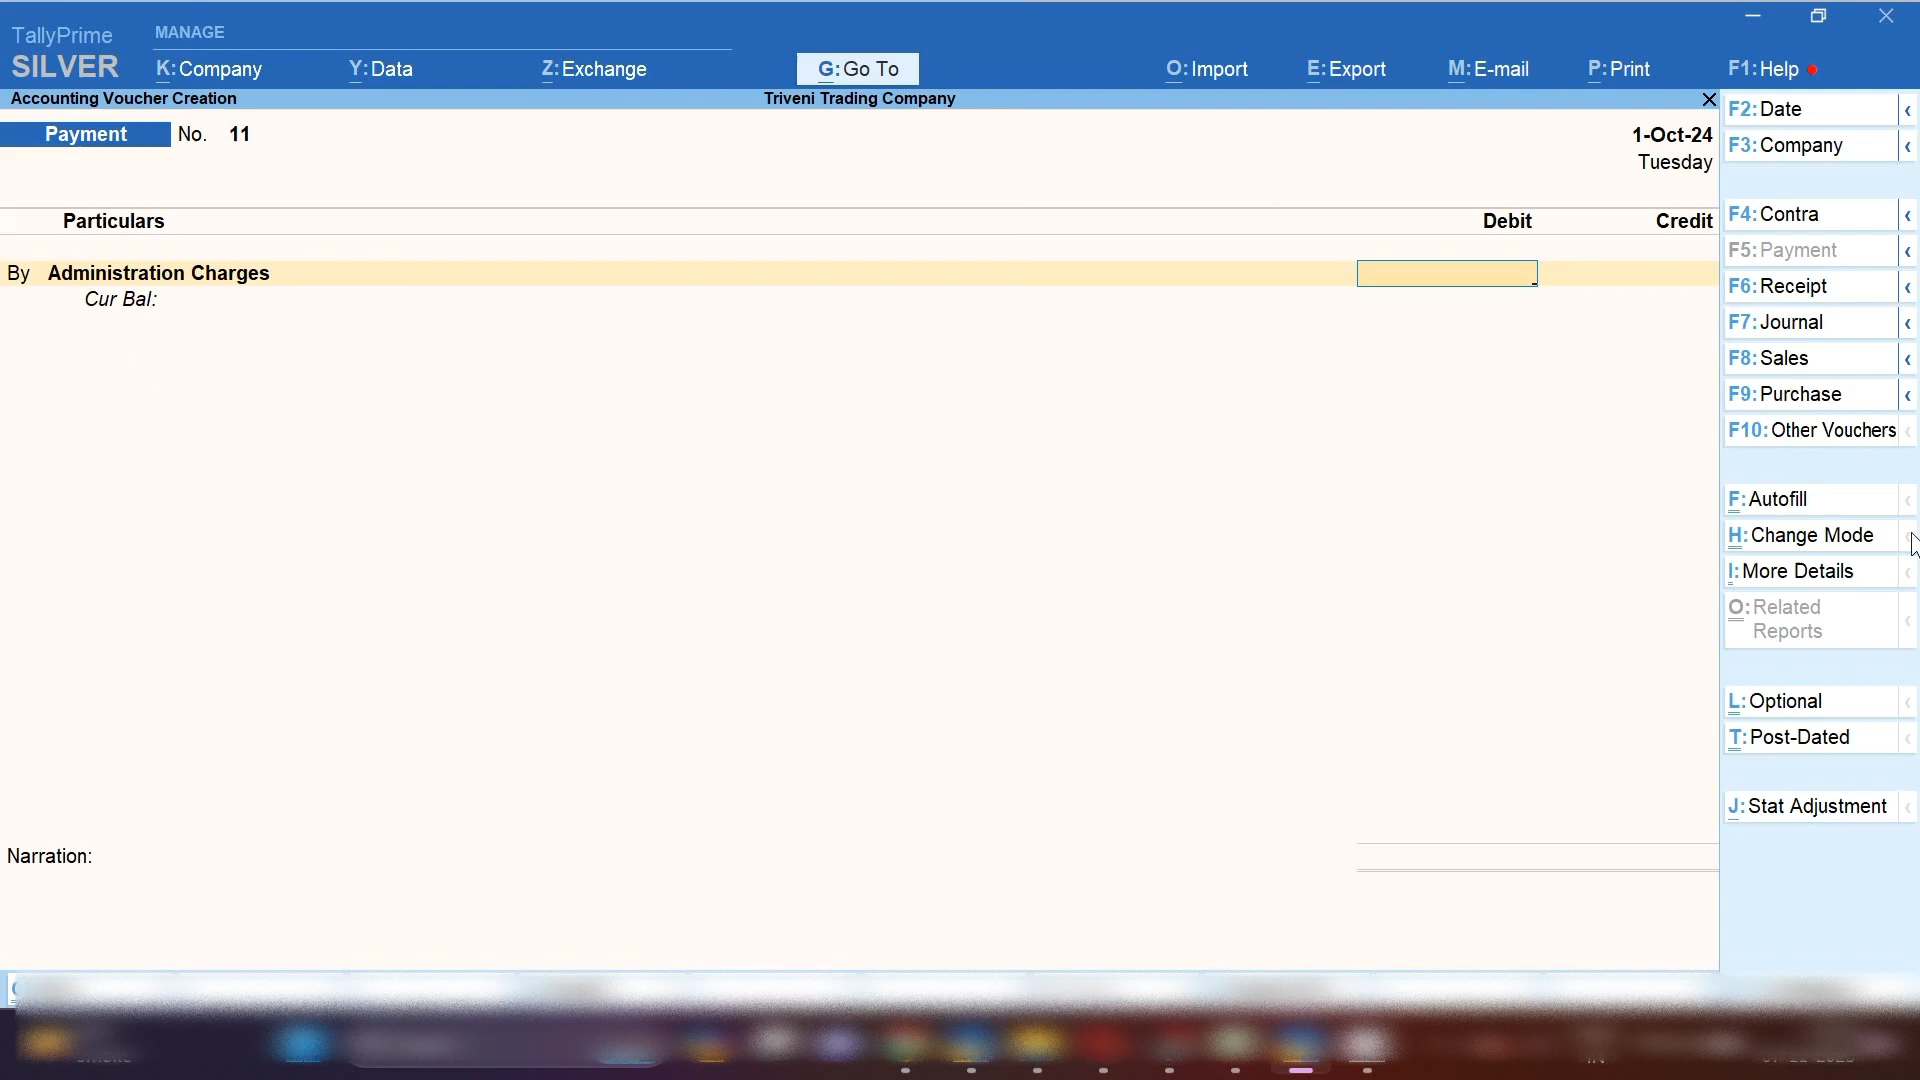 TallyPrime
SILVER
MANAGE
K: Company
Y: Data
Z: Exchange
G: Go To
O: Import
E: Export
M: E-mail
P: Print
F1: Help
Accounting Voucher Creation
Triveni Trading Company
Payment No. 11
1-Oct-24
Tuesday
Particulars Debit Credit
By Administration Charges
Cur Bal:
Narration:
F2: Date
F3: Company
F4: Contra
F5: Payment
F6: Receipt
F7: Journal
F8: Sales
F9: Purchase
F10: Other Vouchers
F: Autofill
H: Change Mode
I: More Details
O: Related
Reports
L: Optional
T: Post-Dated
J: Stat Adjustment